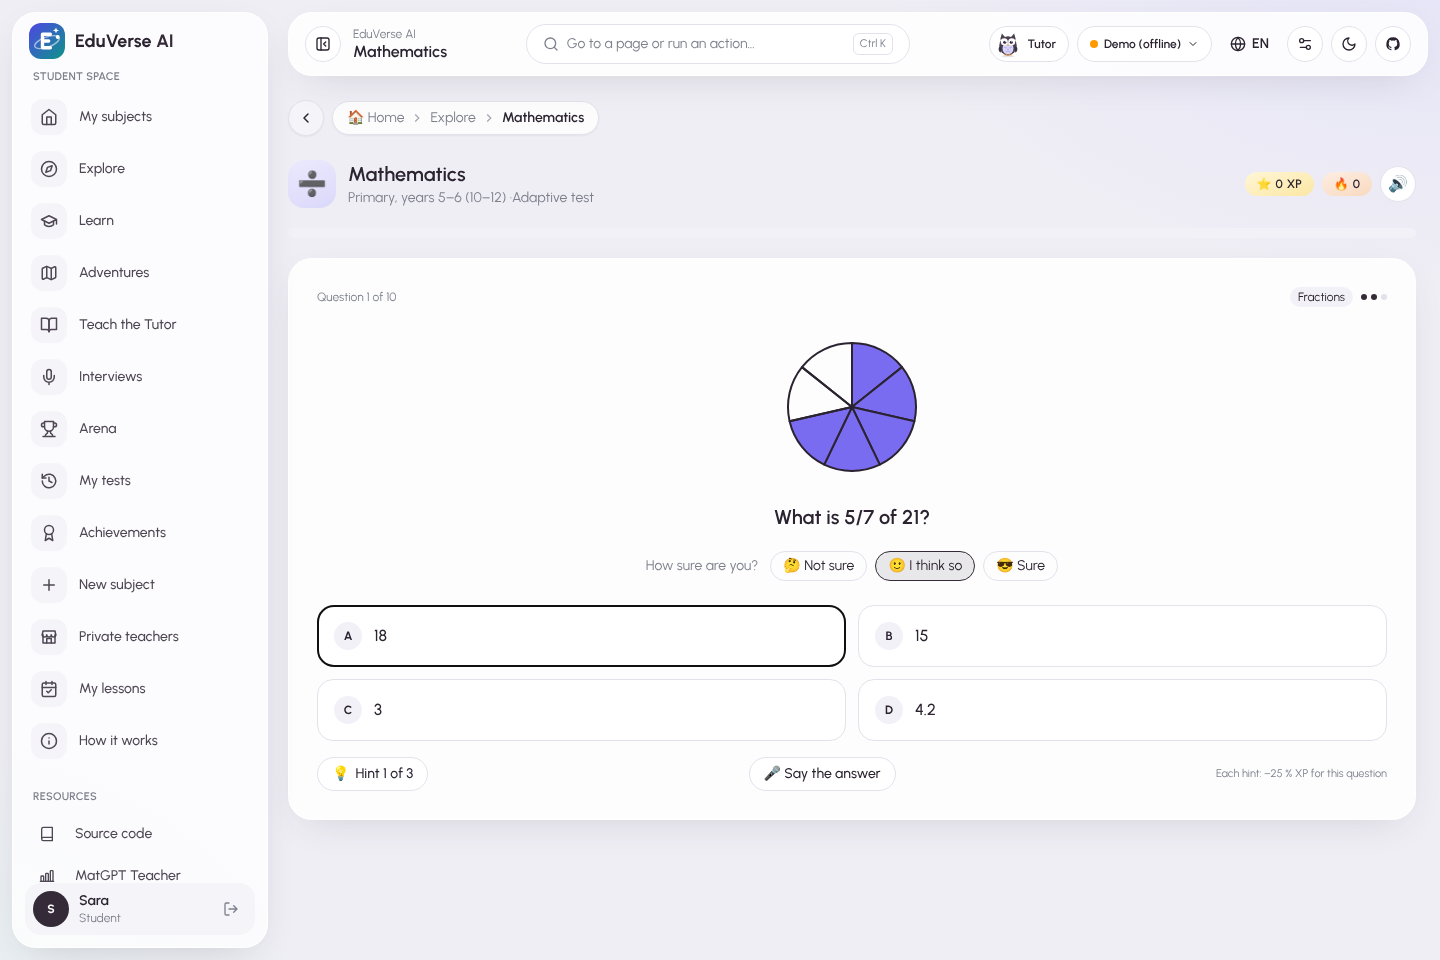 EduVerse AI
STUDENT SPACE
My subjects
Explore
Learn
Adventures
Teach the Tutor
Interviews
Arena
My tests
Achievements
New subject
Private teachers
My lessons
How it works
RESOURCES
Source code
MatGPT Teacher
S
Sara
Student
EduVerse AI
Mathematics
Go to a page or run an action...
Ctrl K
Tutor
Demo (offline)
EN
Home
Explore
Mathematics
Mathematics
Primary, years 5–6 (10–12) ·Adaptive test
0 XP
0
Question 1 of 10
Fractions
What is 5/7 of 21?
How sure are you?
Not sure
I think so
Sure
A 18
B 15
C 3
D 4.2
Hint 1 of 3
Say the answer
Each hint: −25 % XP for this question